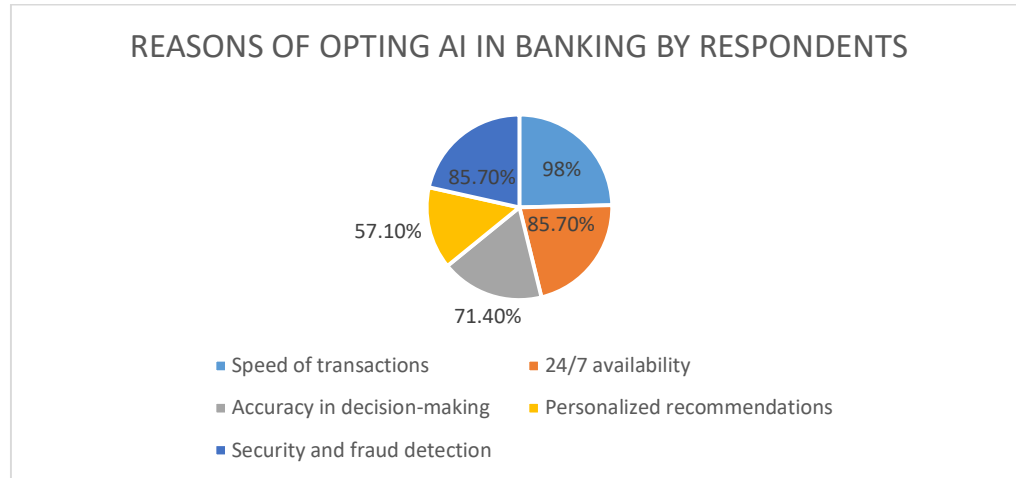 REASONS OF OPTING AI IN BANKING BY RESPONDENTS
98%
85.70%
85.70%
57.10%
71.40%
Speed of transactions
24/7 availability
Accuracy in decision-making
Personalized recommendations
Security and fraud detection